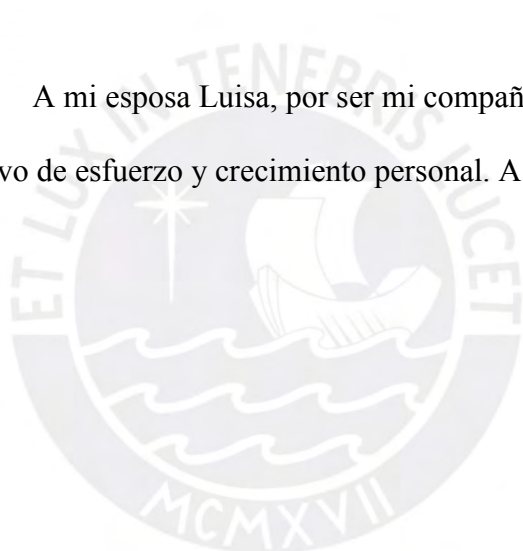 A mi esposa Luisa, por ser mi compañ
vo de esfuerzo y crecimiento personal. A
ET LUX IN TENEBRIS LUCET
MCMXVII